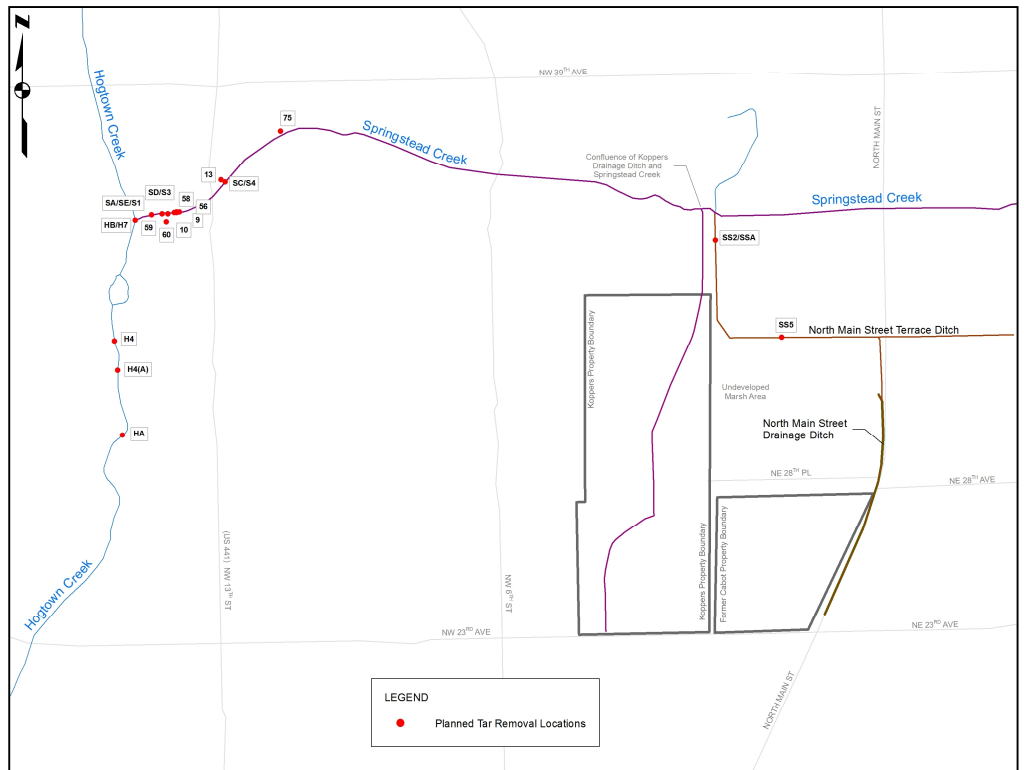 N
Hogtown Creek
NW 39TH AVE
NORTH MAIN ST
75
Springstead Creek
Confluence of Koppers
Drainage Ditch and
Springstead Creek
13
SC/S4
SD/S3
58
SA/SE/S1
56
HB/H7
59
60
10
9
Springstead Creek
SS2/SSA
H4
H4(A)
HA
SS5
North Main Street Terrace Ditch
Koppers Property Boundary
Undeveloped
Marsh Area
North Main Street
Drainage Ditch
NE 28TH PL
NE 28TH AVE
(US 441) NW 13TH ST
NW 6TH ST
Koppers Property Boundary
Former Cabot Property Boundary
Hogtown Creek
NW 23RD AVE
NE 23RD AVE
NORTH MAIN ST
LEGEND
Planned Tar Removal Locations